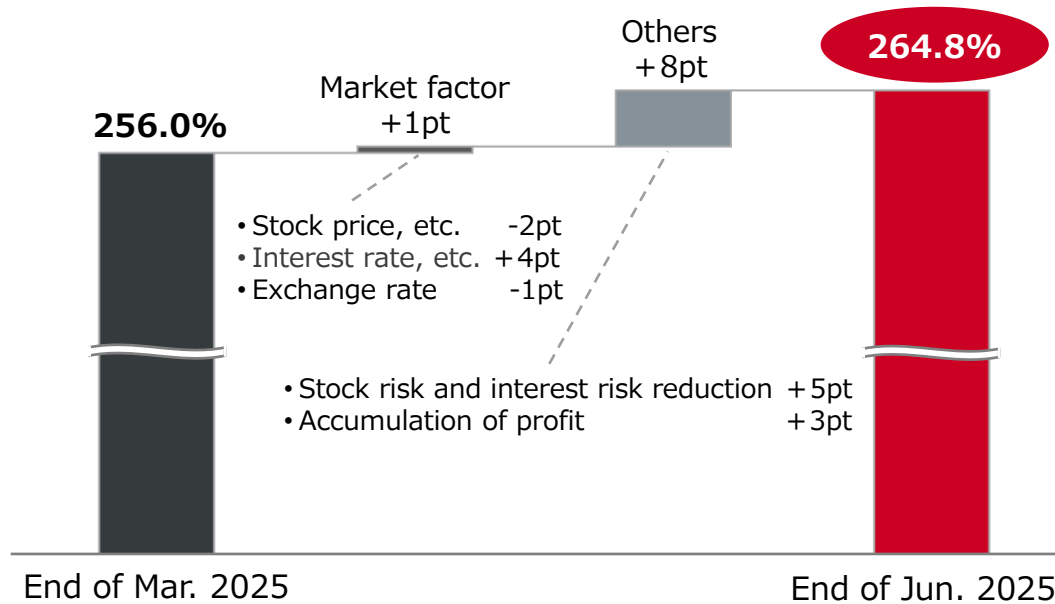 Others
+8pt
264.8%
Market factor
+1pt
256.0%
• Stock price, etc. -2pt
• Interest rate, etc. +4pt
• Exchange rate -1pt
• Stock risk and interest risk reduction +5pt
• Accumulation of profit +3pt
End of Mar. 2025
End of Jun. 2025